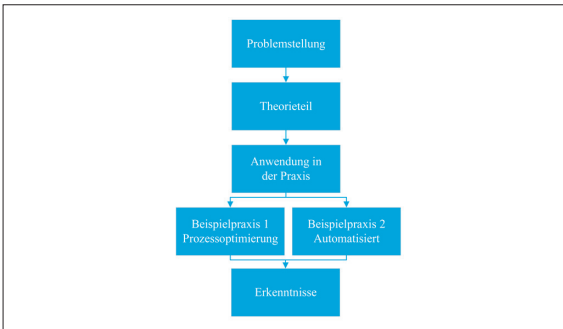 Problemstellung
Theorieteil
Anwendung in
der Praxis
Beispielpraxis 1
Prozessoptimierung
Beispielpraxis 2
Automatisiert
Erkenntnisse